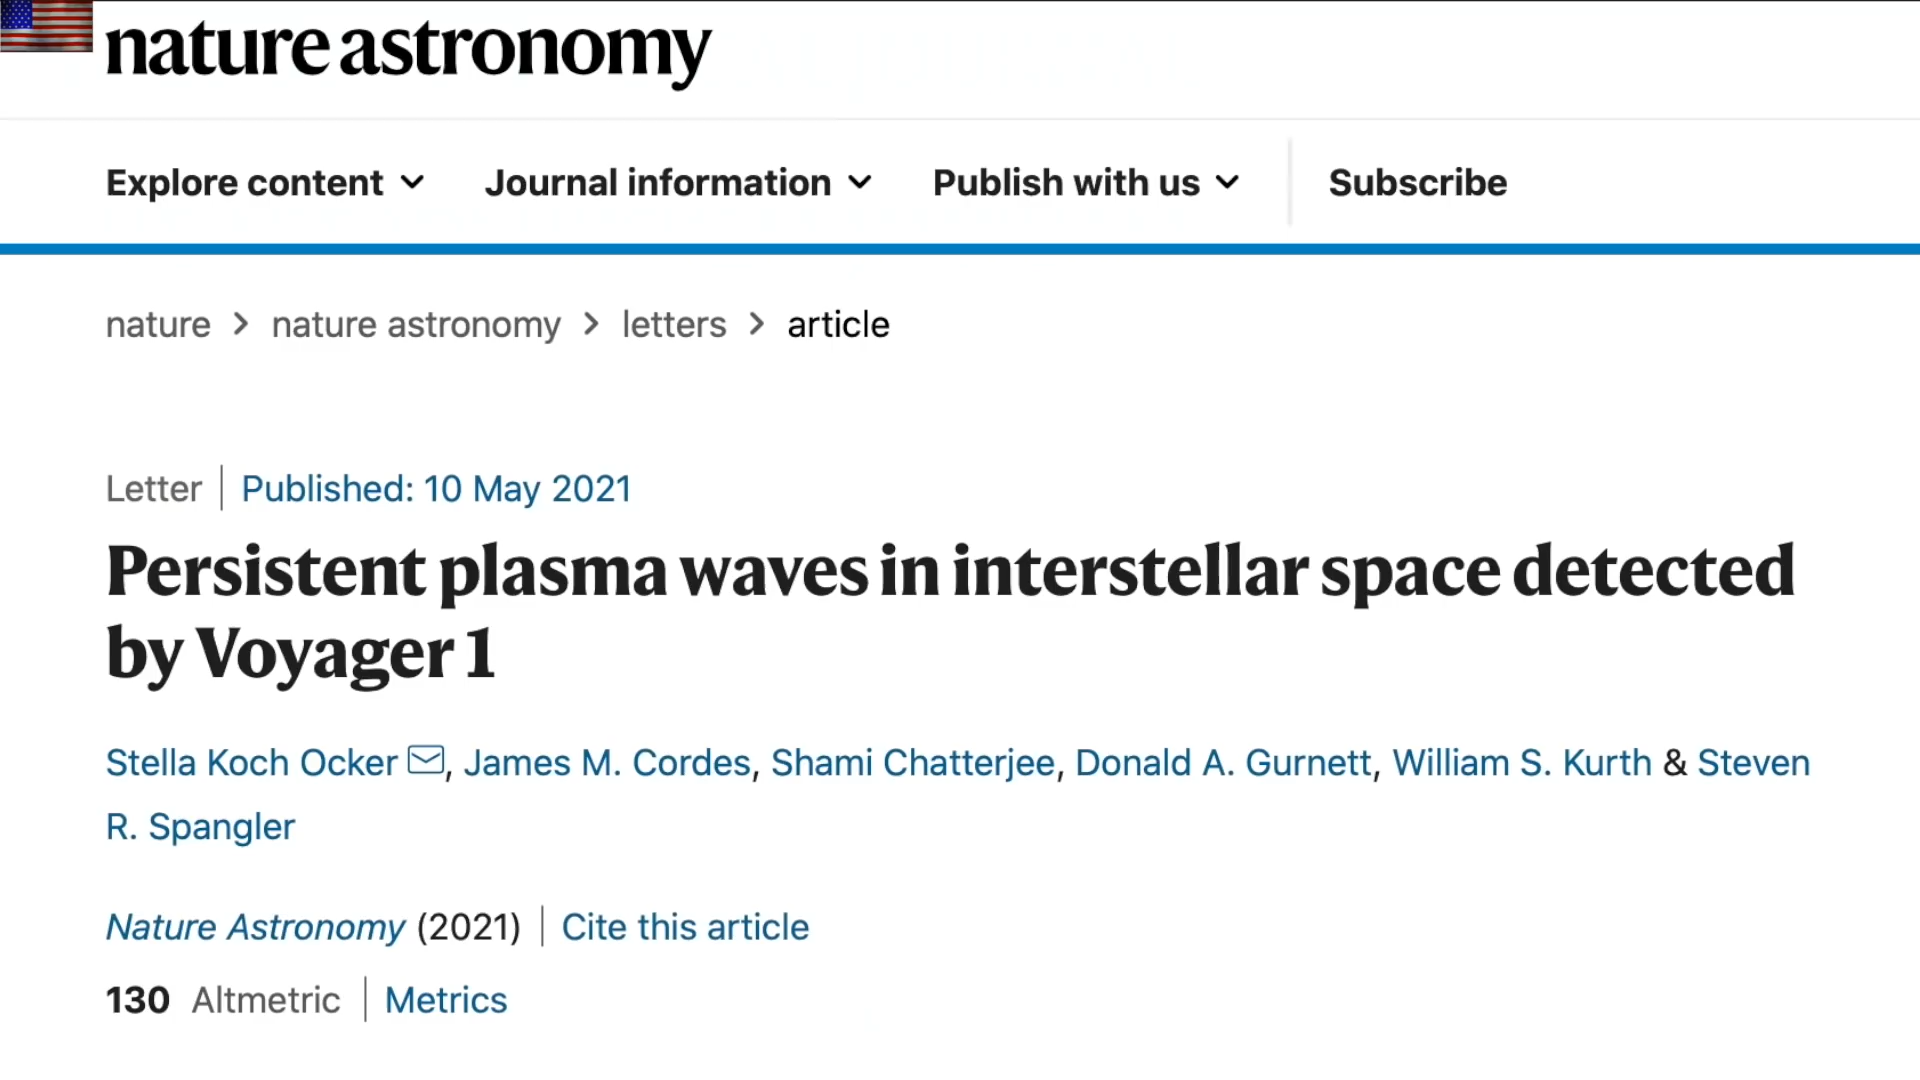 nature astronomy
Explore content Journal information Publish with us Subscribe
nature > nature astronomy > letters > article
Letter | Published: 10 May 2021
Persistent plasma waves in interstellar space detected
by Voyager 1
Stella Koch Ocker, James M. Cordes, Shami Chatterjee, Donald A. Gurnett, William S. Kurth & Steven
R. Spangler
Nature Astronomy (2021) | Cite this article
130 Altmetric | Metrics